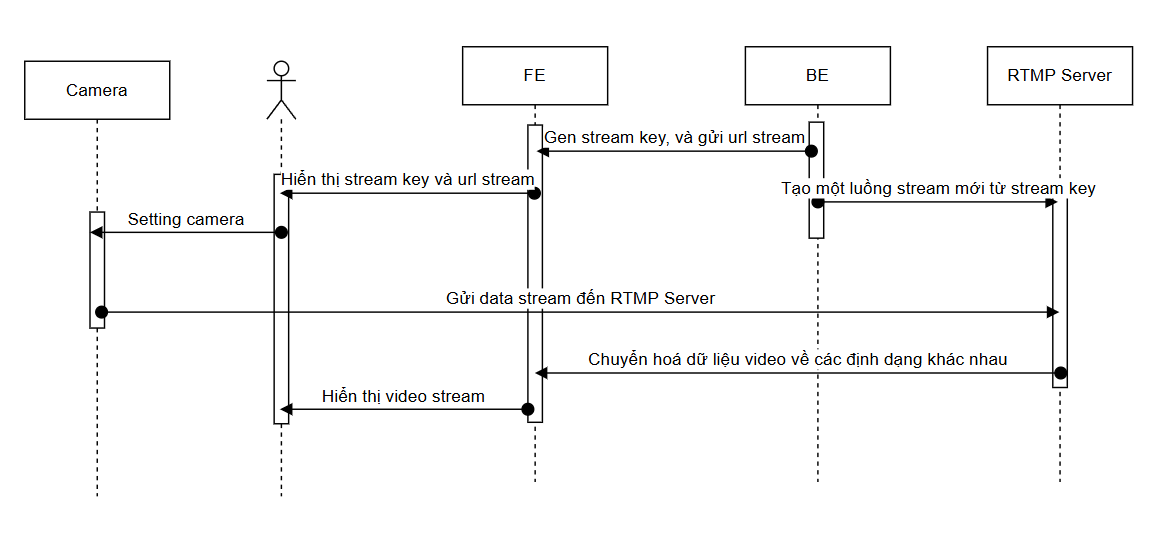 Camera
FE
BE
RTMP Server
Gen stream key, và gửi url stream
Hiển thị stream key và url stream
Tạo một luồng stream mới từ stream key
Setting camera
Gửi data stream đến RTMP Server
Chuyển hoá dữ liệu video về các định dạng khác nhau
Hiển thị video stream